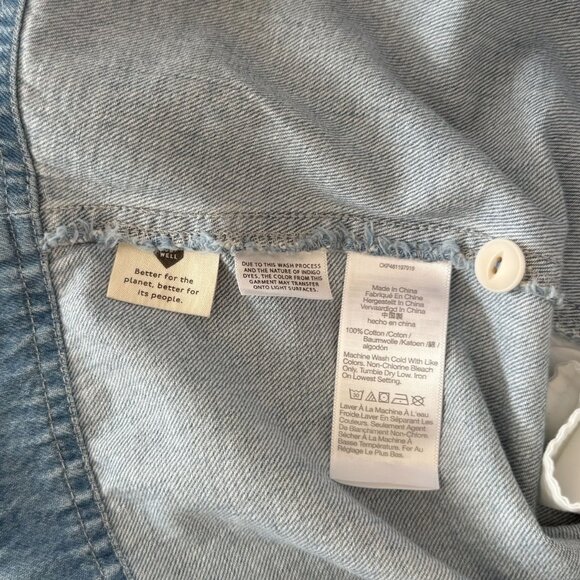 WELL
Better for the
planet, better for
its people.
DUE TO THIS WASH PROCESS
AND THE NATURE OF INDIGO
DYES, THE COLOR FROM THIS
GARMENT MAY TRANSFER
ONTO LIGHT SURFACES.
Made in China
Fabriqué En Chine
Hergestellt In China
Vervaardigd In China
中国製
hecho en china
100% Cotton /Coton /
Baumwolle /Katoen / 綿 /
algodón
Machine Wash Cold With Like
Colors. Non-Chlorine Bleach
Only. Tumble Dry Low. Iron
On Lowest Setting.
Laver À La Machine À L'eau
Froide.Laver En Séparant Les
Couleurs. Seulement Agent
De Blanchiment Non-Chlore.
Sécher À La Machine À
Basse Température. Fer Au
Réglage Le Plus Bas.